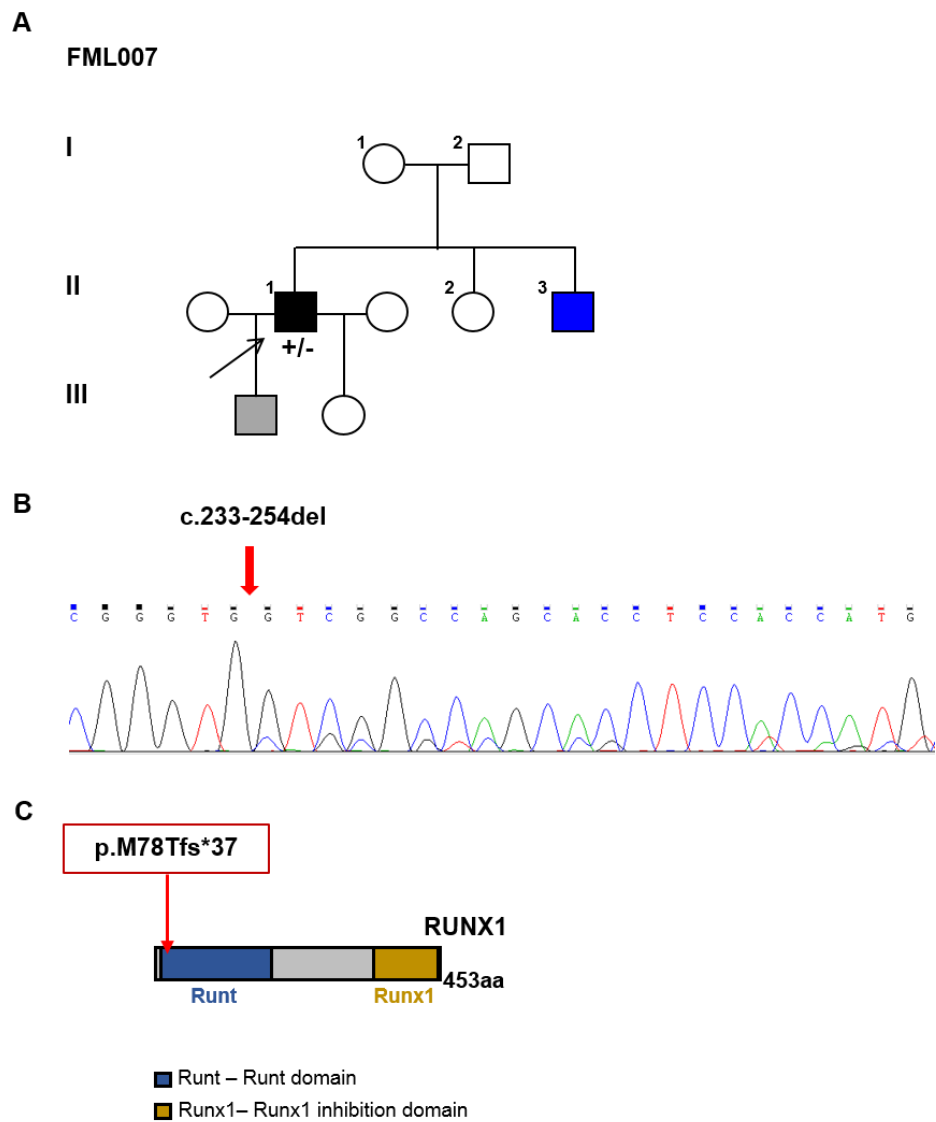 A
FML007
I
1
2
II
1
2
3
+/-
III
B
c.233-254del
C G G G T G G T C G G C C A G C A C C T C C A C C A T G
C
p.M78Tfs*37
RUNX1
453aa
Runt
Runx1
Runt – Runt domain
Runx1– Runx1 inhibition domain